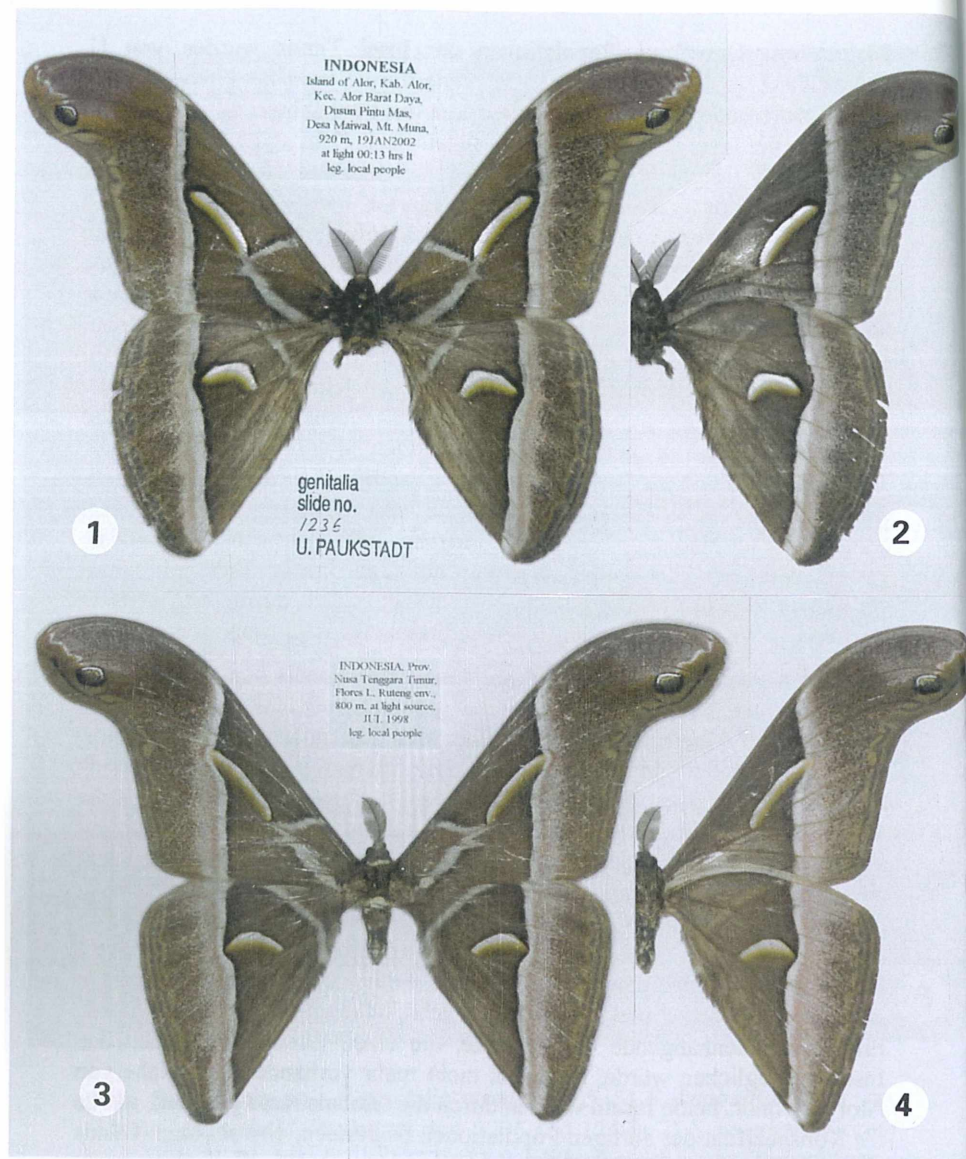 INDONESIA
Island of Alor, Kab. Alor,
Kec. Alor Barat Daya,
Dusun Pintu Mas,
Desa Maiwal, Mt. Muna,
920 m, 19JAN2002
at light 00:13 hrs lt
leg. local people
genitalia
slide no.
1236
U. PAUKSTADT
1
2
INDONESIA, Prov.
Nusa Tenggara Timur,
Flores I., Ruteng env.,
800 m, at light source,
JUL 1998
leg. local people
3
4